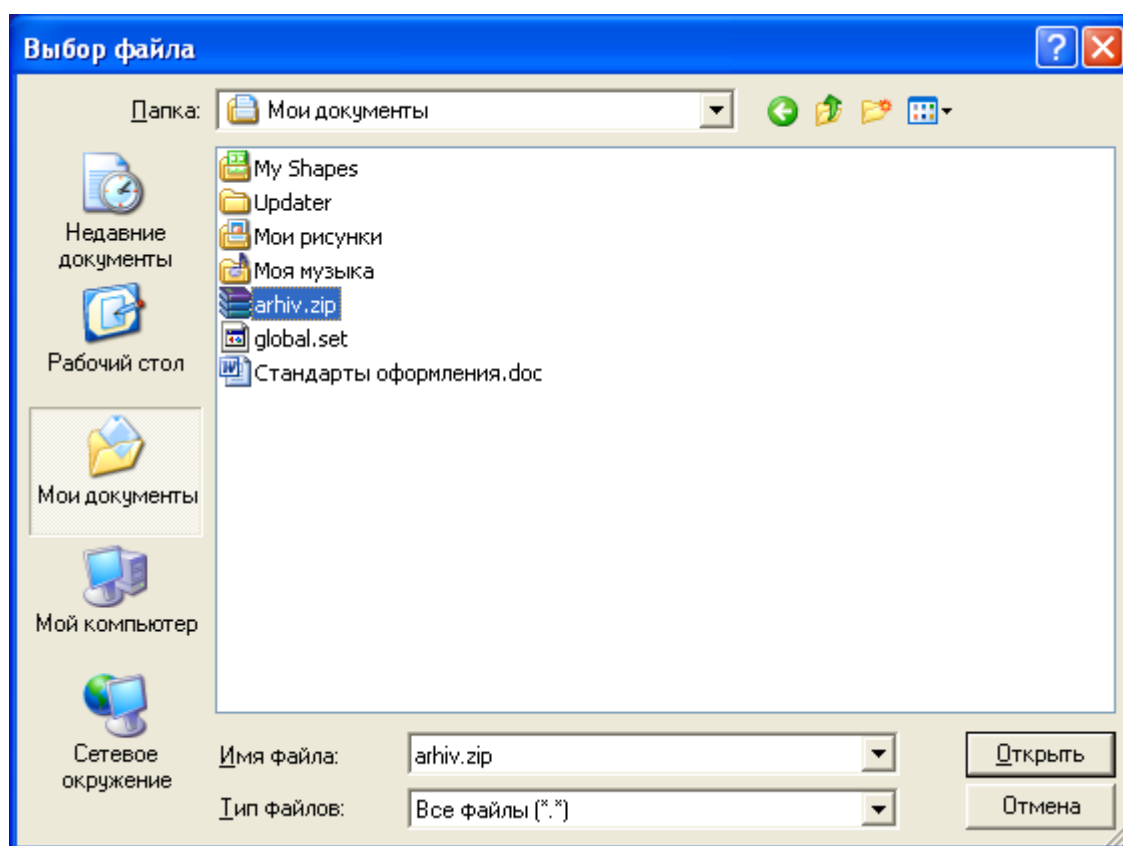 Выбор файла
Папка: Мои документы
My Shapes
Updater
Мои рисунки
Моя музыка
arhiv.zip
global.set
Стандарты оформления.doc
Недавние
документы
Рабочий стол
Мои документы
Мой компьютер
Сетевое
окружение
Имя файла: arhiv.zip Открыть
Тип файлов: Все файлы (*.*) Отмена